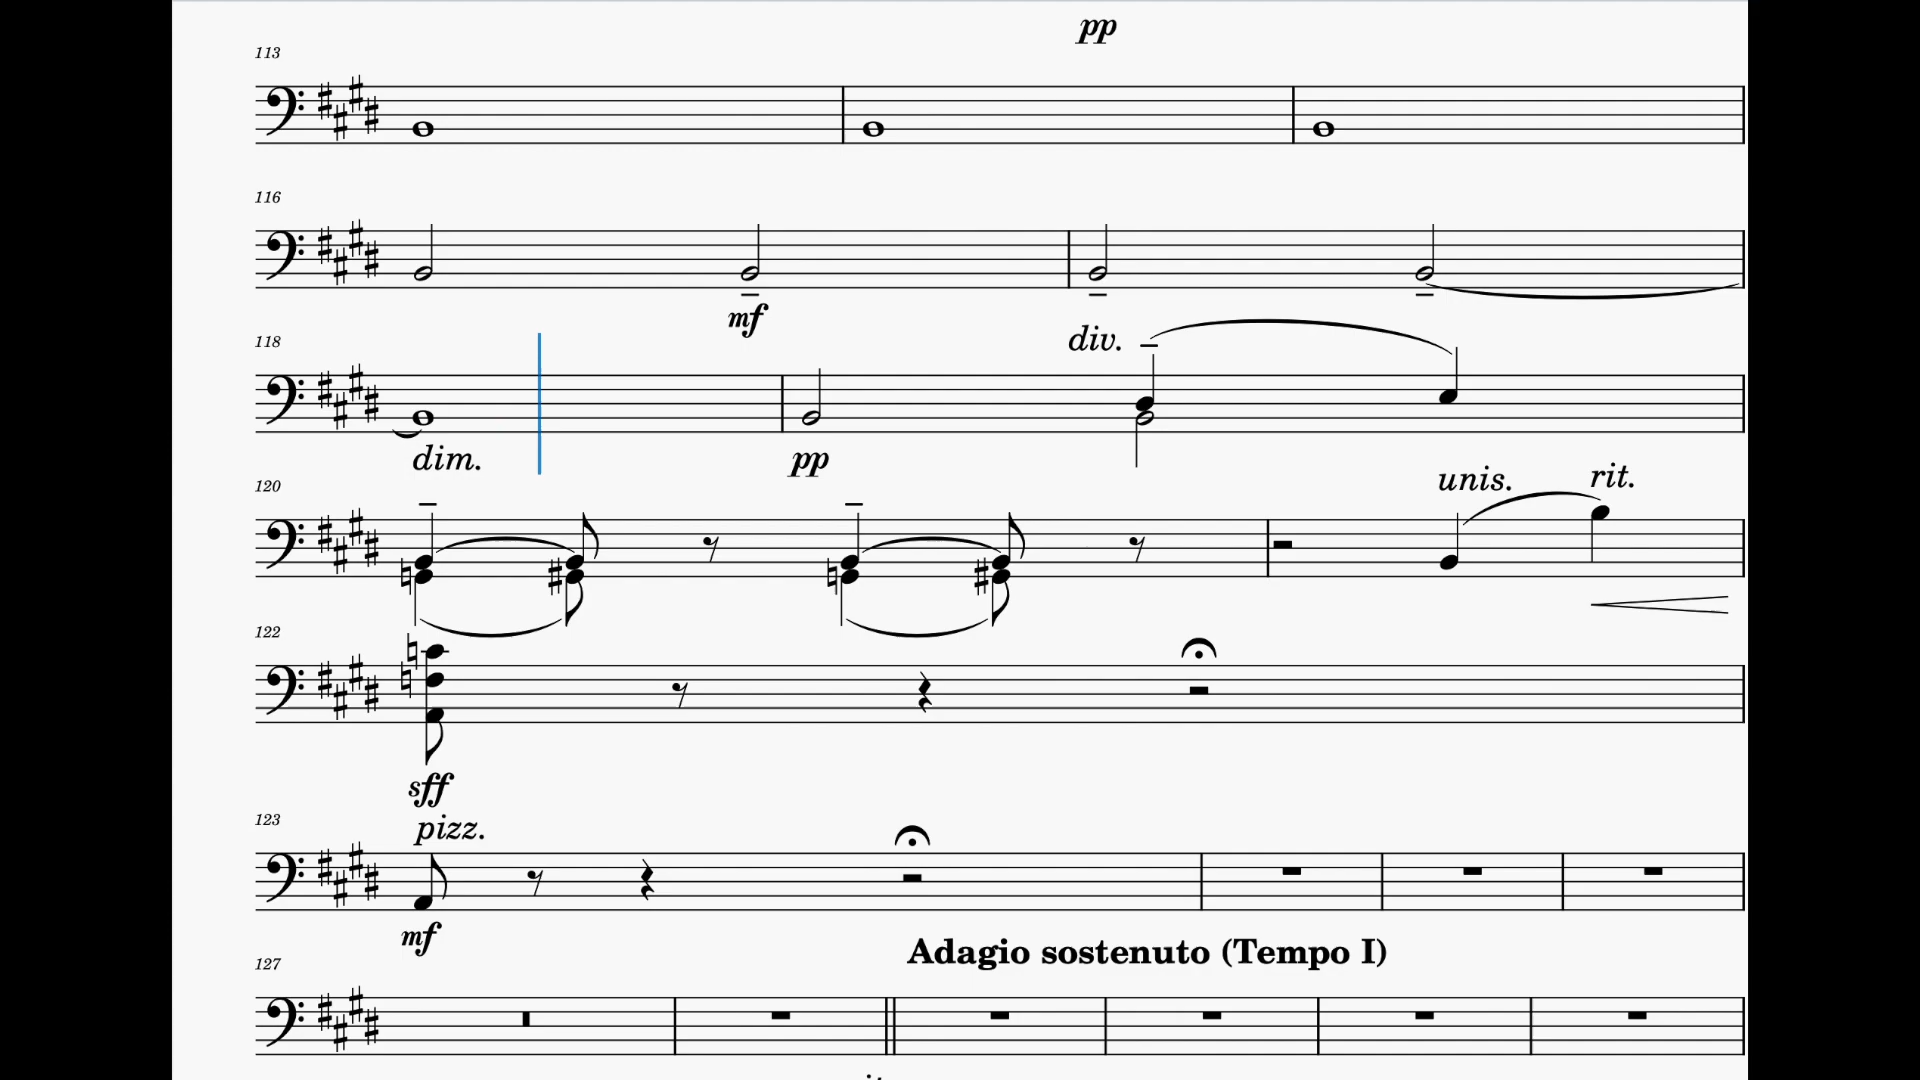 pp
113
116
mf
div.
118
dim.
pp
unis.
rit.
120
122
sff
123
pizz.
mf
Adagio sostenuto (Tempo I)
127